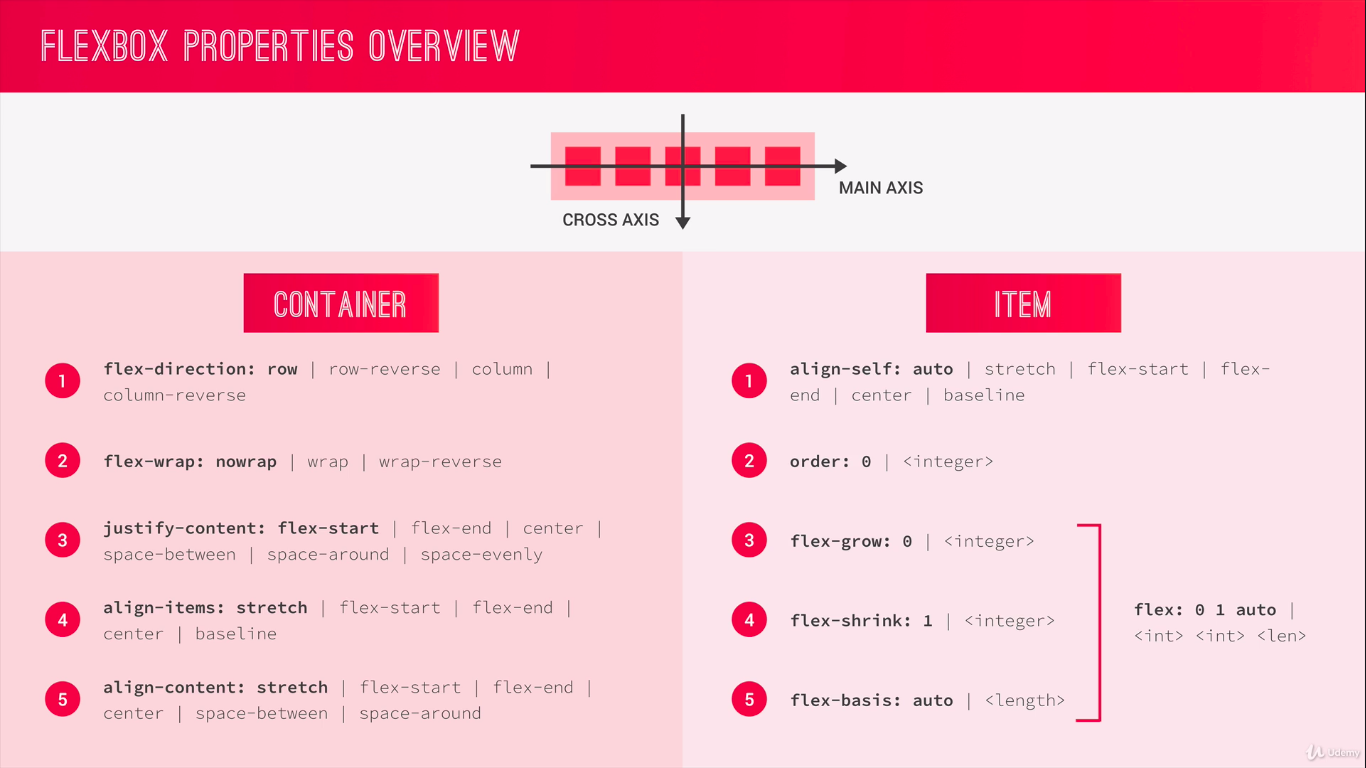 FLEXBOX PROPERTIES OVERVIEW
MAIN AXIS
CROSS AXIS
CONTAINER
1
flex-direction: row | row-reverse | column |
column-reverse
2
flex-wrap: nowrap | wrap | wrap-reverse
3
justify-content: flex-start | flex-end | center |
space-between | space-around | space-evenly
4
align-items: stretch | flex-start | flex-end |
center | baseline
5
align-content: stretch | flex-start | flex-end |
center | space-between | space-around
ITEM
1
align-self: auto | stretch | flex-start | flex-
end | center | baseline
2
order: 0 | <integer>
3
flex-grow: 0 | <integer>
4
flex-shrink: 1 | <integer>
5
flex-basis: auto | <length>
flex: 0 1 auto |
<int> <int> <len>
Udemy